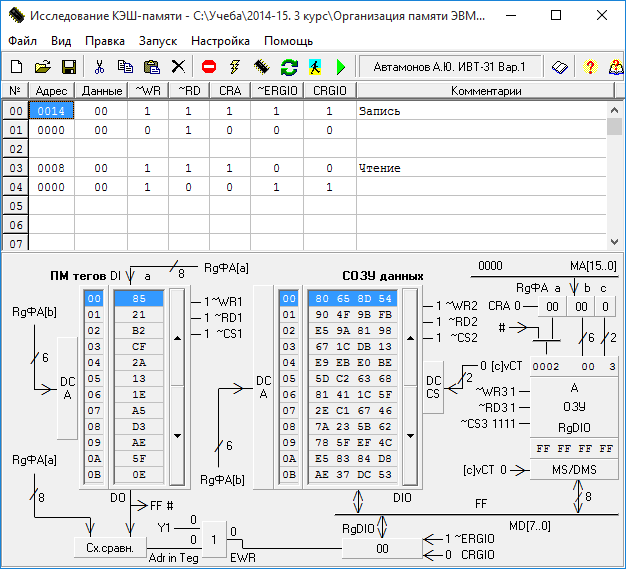 Исследование КЭШ-памяти - C:\Учеба\2014-15. 3 курс\Организация памяти ЭВМ...
Файл Вид Правка Запуск Настройка Помощь
Автамонов А.Ю. ИВТ-31 Вар.1
№ Адрес Данные ~WR ~RD CRA ~ERGIO CRGIO Комментарии
00 0014 00 1 1 1 1 1 Запись
01 0000 00 0 1 0 0 0
02
03 0008 00 1 1 1 0 0 Чтение
04 0000 00 1 0 0 1 1
05
06
07
ПМ тегов DI a 8 RgФА[a] СОЗУ данных 0000 MA[15..0]
RgФА a b c
CRA 0 00 00 0
RgФА[b] 6 DC A
00 85
01 21
02 B2
03 CF
04 2A
05 13
06 1E
07 A5
08 D3
09 AE
0A 5F
0B 0E
1 ~WR1
1 ~RD1
1 ~CS1
DC A 6 RgФА[b]
00 80 65 8D 54
01 90 4F 9B FB
02 E5 9A 81 98
03 67 1C DB 13
04 E9 EB E0 BE
05 5D C2 63 68
06 81 41 1C 5F
07 2E C1 67 46
08 7A 23 5B 62
09 78 5F EF 4C
0A E5 83 84 D8
0B AE 37 DC 53
1 ~WR2
1 ~RD2
1 ~CS2
DC CS 2 0 [c]vCT
# 6 2
0002 00 3
~WR3 1
~RD3 1
~CS3 1111
A
ОЗУ
RgDIO
FF FF FF FF
[c]vCT 0 MS/DMS
RgФА[a] 8
DO DIO 8
FF # FF
MD[7..0]
Сх.сравн. Y1 0
0 1 0
Adr in Teg EWR
RgDIO
00
1 ~ERGIO
0 CRGIO